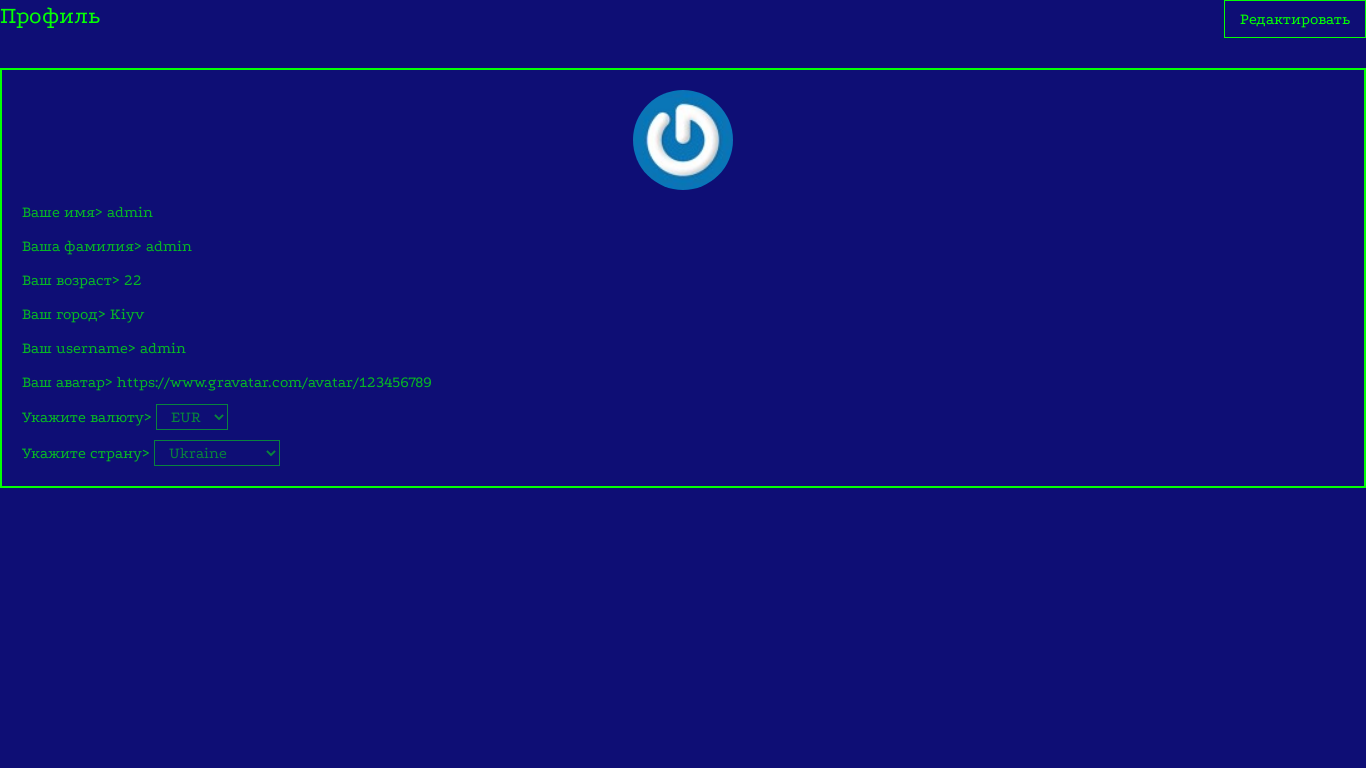 Профиль
Редактировать
Ваше имя> admin
Ваша фамилия> admin
Ваш возраст> 22
Ваш город> Kiyv
Ваш username> admin
Ваш аватар> https://www.gravatar.com/avatar/123456789
Укажите валюту> EUR
Укажите страну> Ukraine